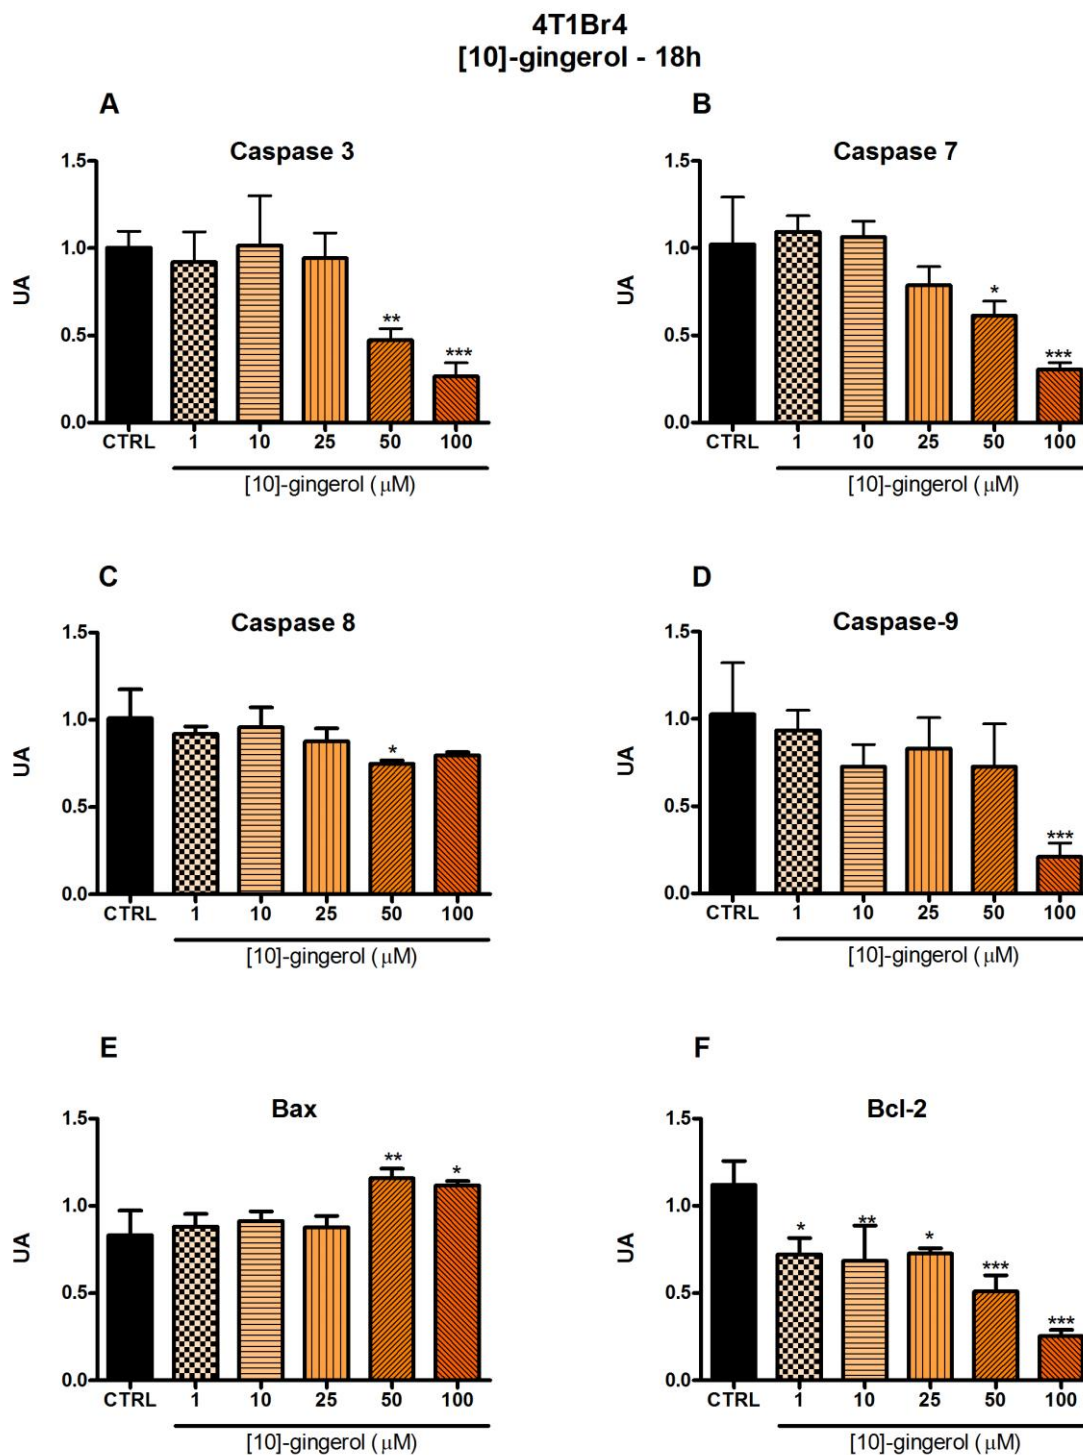 4T1Br4
[10]-gingerol - 18h
A
Caspase 3
1.5
1.0
0.5
0.0
UA
** ***
CTRL 1 10 25 50 100
[10]-gingerol (μM)
B
Caspase 7
1.5
1.0
0.5
0.0
UA
* ***
CTRL 1 10 25 50 100
[10]-gingerol (μM)
C
Caspase 8
1.5
1.0
0.5
0.0
UA
*
CTRL 1 10 25 50 100
[10]-gingerol (μM)
D
Caspase-9
1.5
1.0
0.5
0.0
UA
***
CTRL 1 10 25 50 100
[10]-gingerol (μM)
E
Bax
1.5
1.0
0.5
0.0
UA
** *
CTRL 1 10 25 50 100
[10]-gingerol (μM)
F
Bcl-2
1.5
1.0
0.5
0.0
UA
* ** * *** ***
CTRL 1 10 25 50 100
[10]-gingerol (μM)